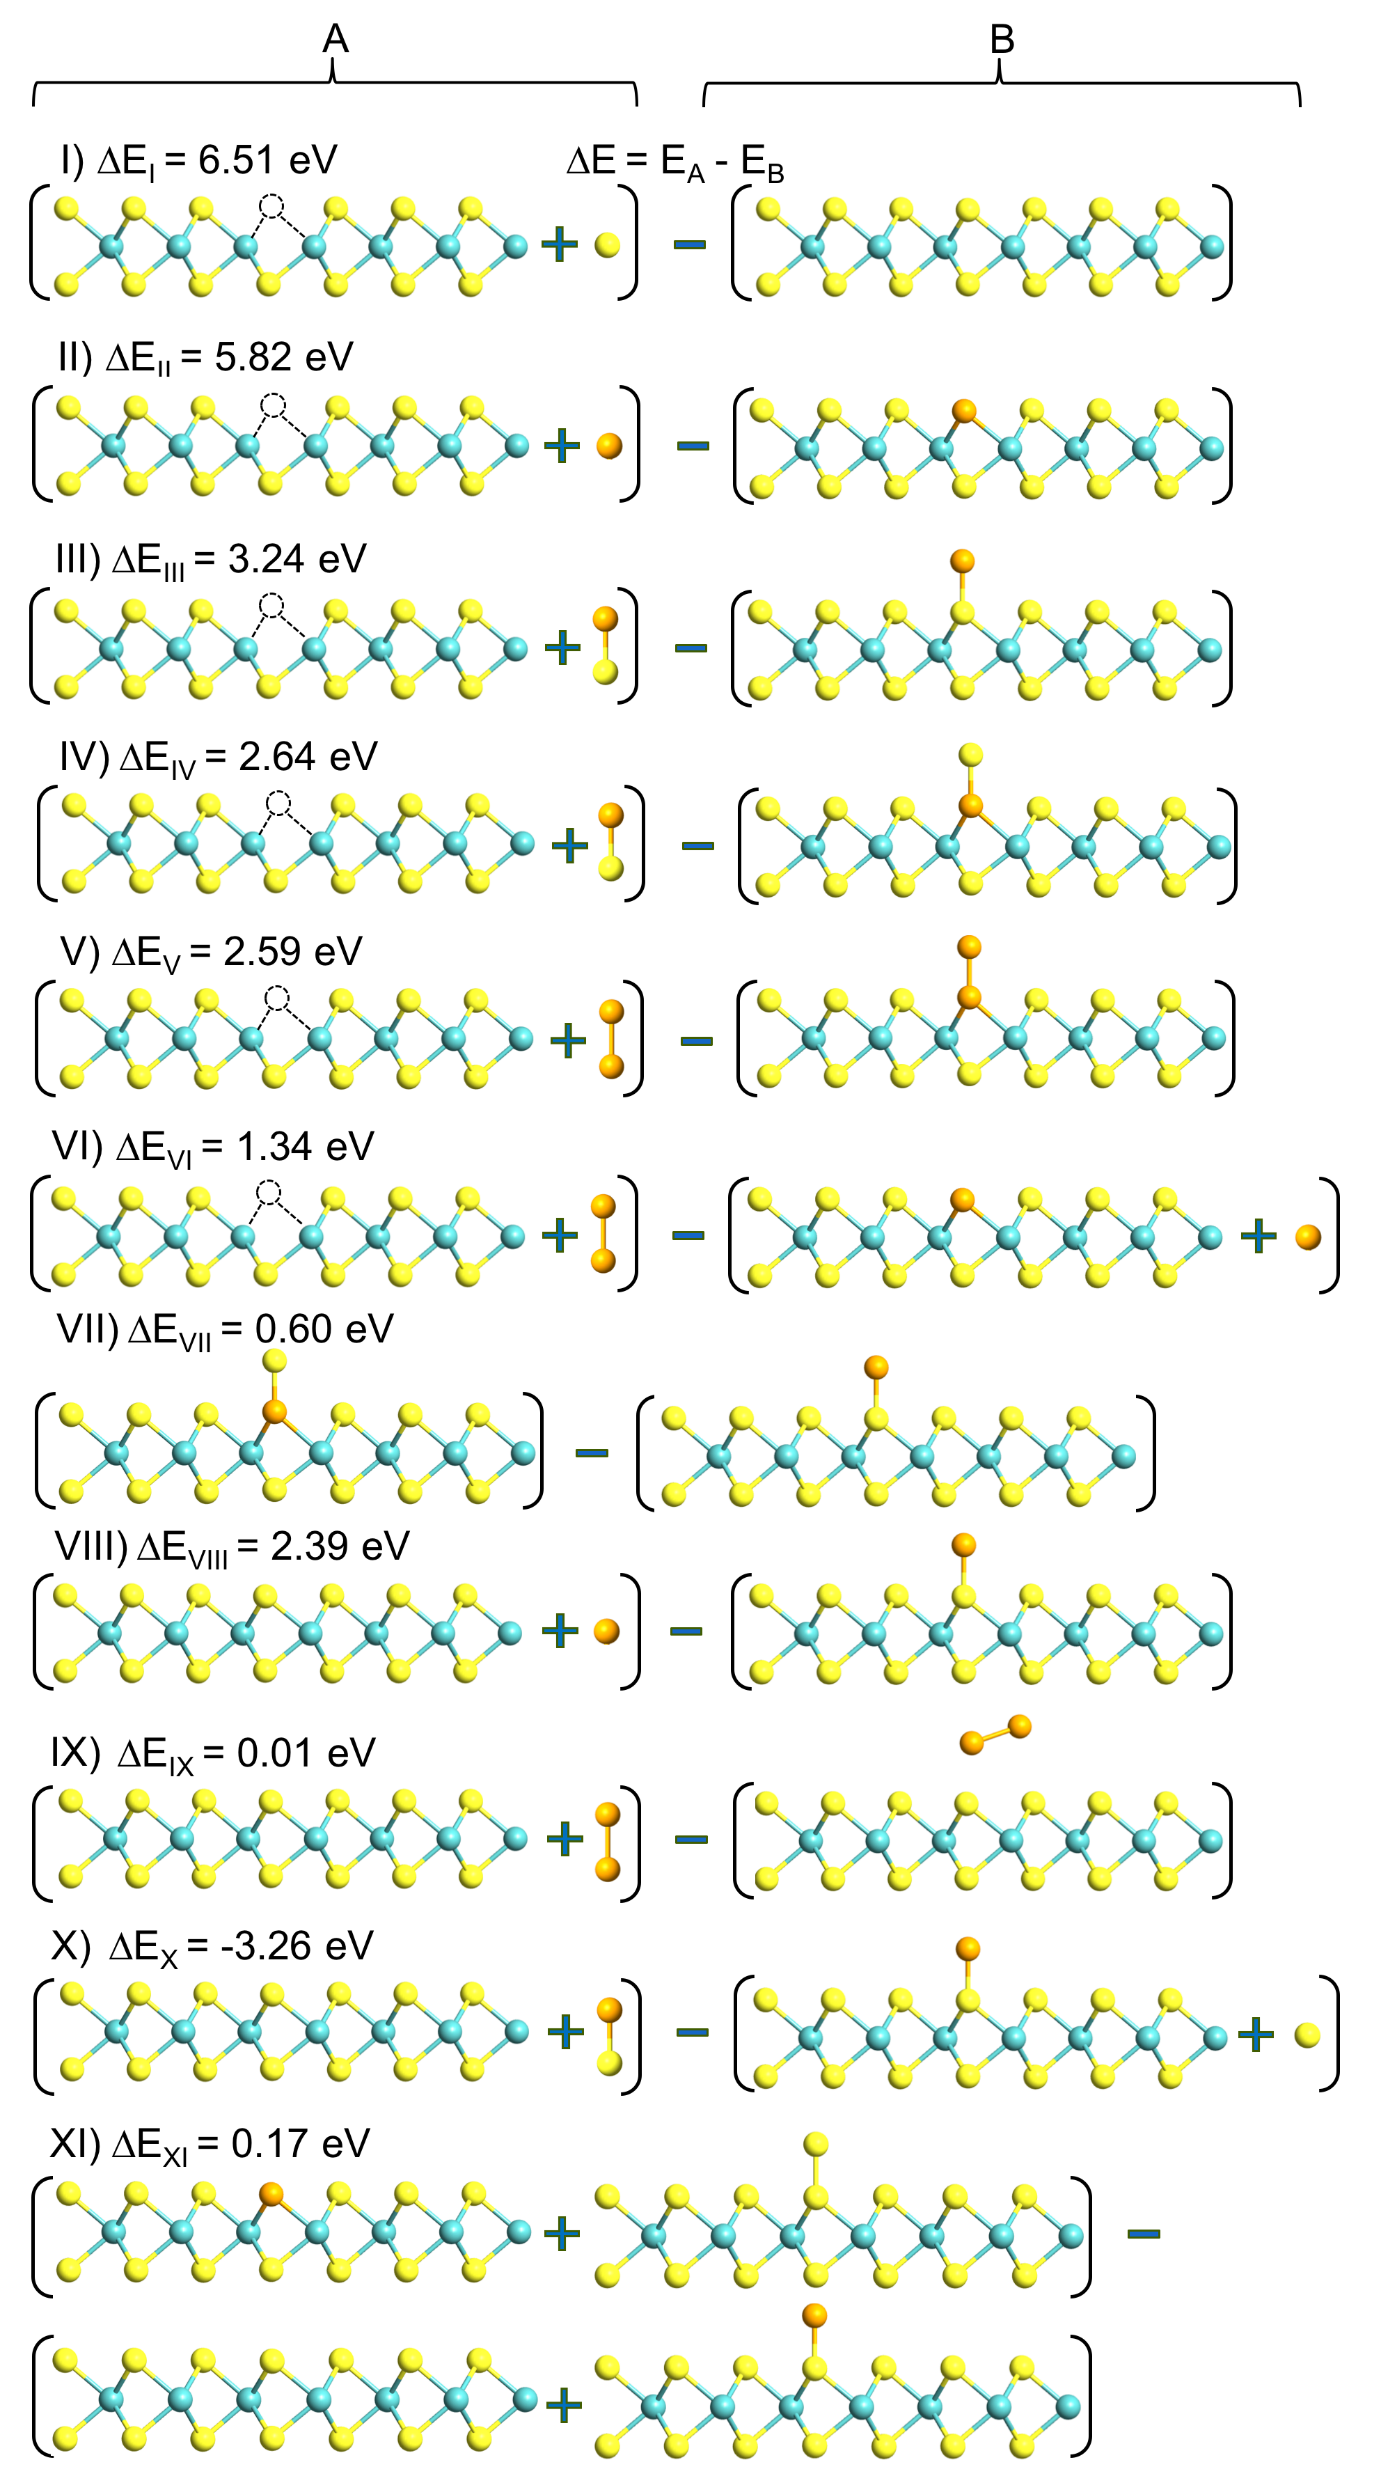 A B
I) ΔE_I = 6.51 eV ΔE = E_A - E_B
+ −
II) ΔE_II = 5.82 eV
+ −
III) ΔE_III = 3.24 eV
+ −
IV) ΔE_IV = 2.64 eV
+ −
V) ΔE_V = 2.59 eV
+ −
VI) ΔE_VI = 1.34 eV
+ − +
VII) ΔE_VII = 0.60 eV
−
VIII) ΔE_VIII = 2.39 eV
+ −
IX) ΔE_IX = 0.01 eV
+ −
X) ΔE_X = -3.26 eV
+ − +
XI) ΔE_XI = 0.17 eV
+ −
+